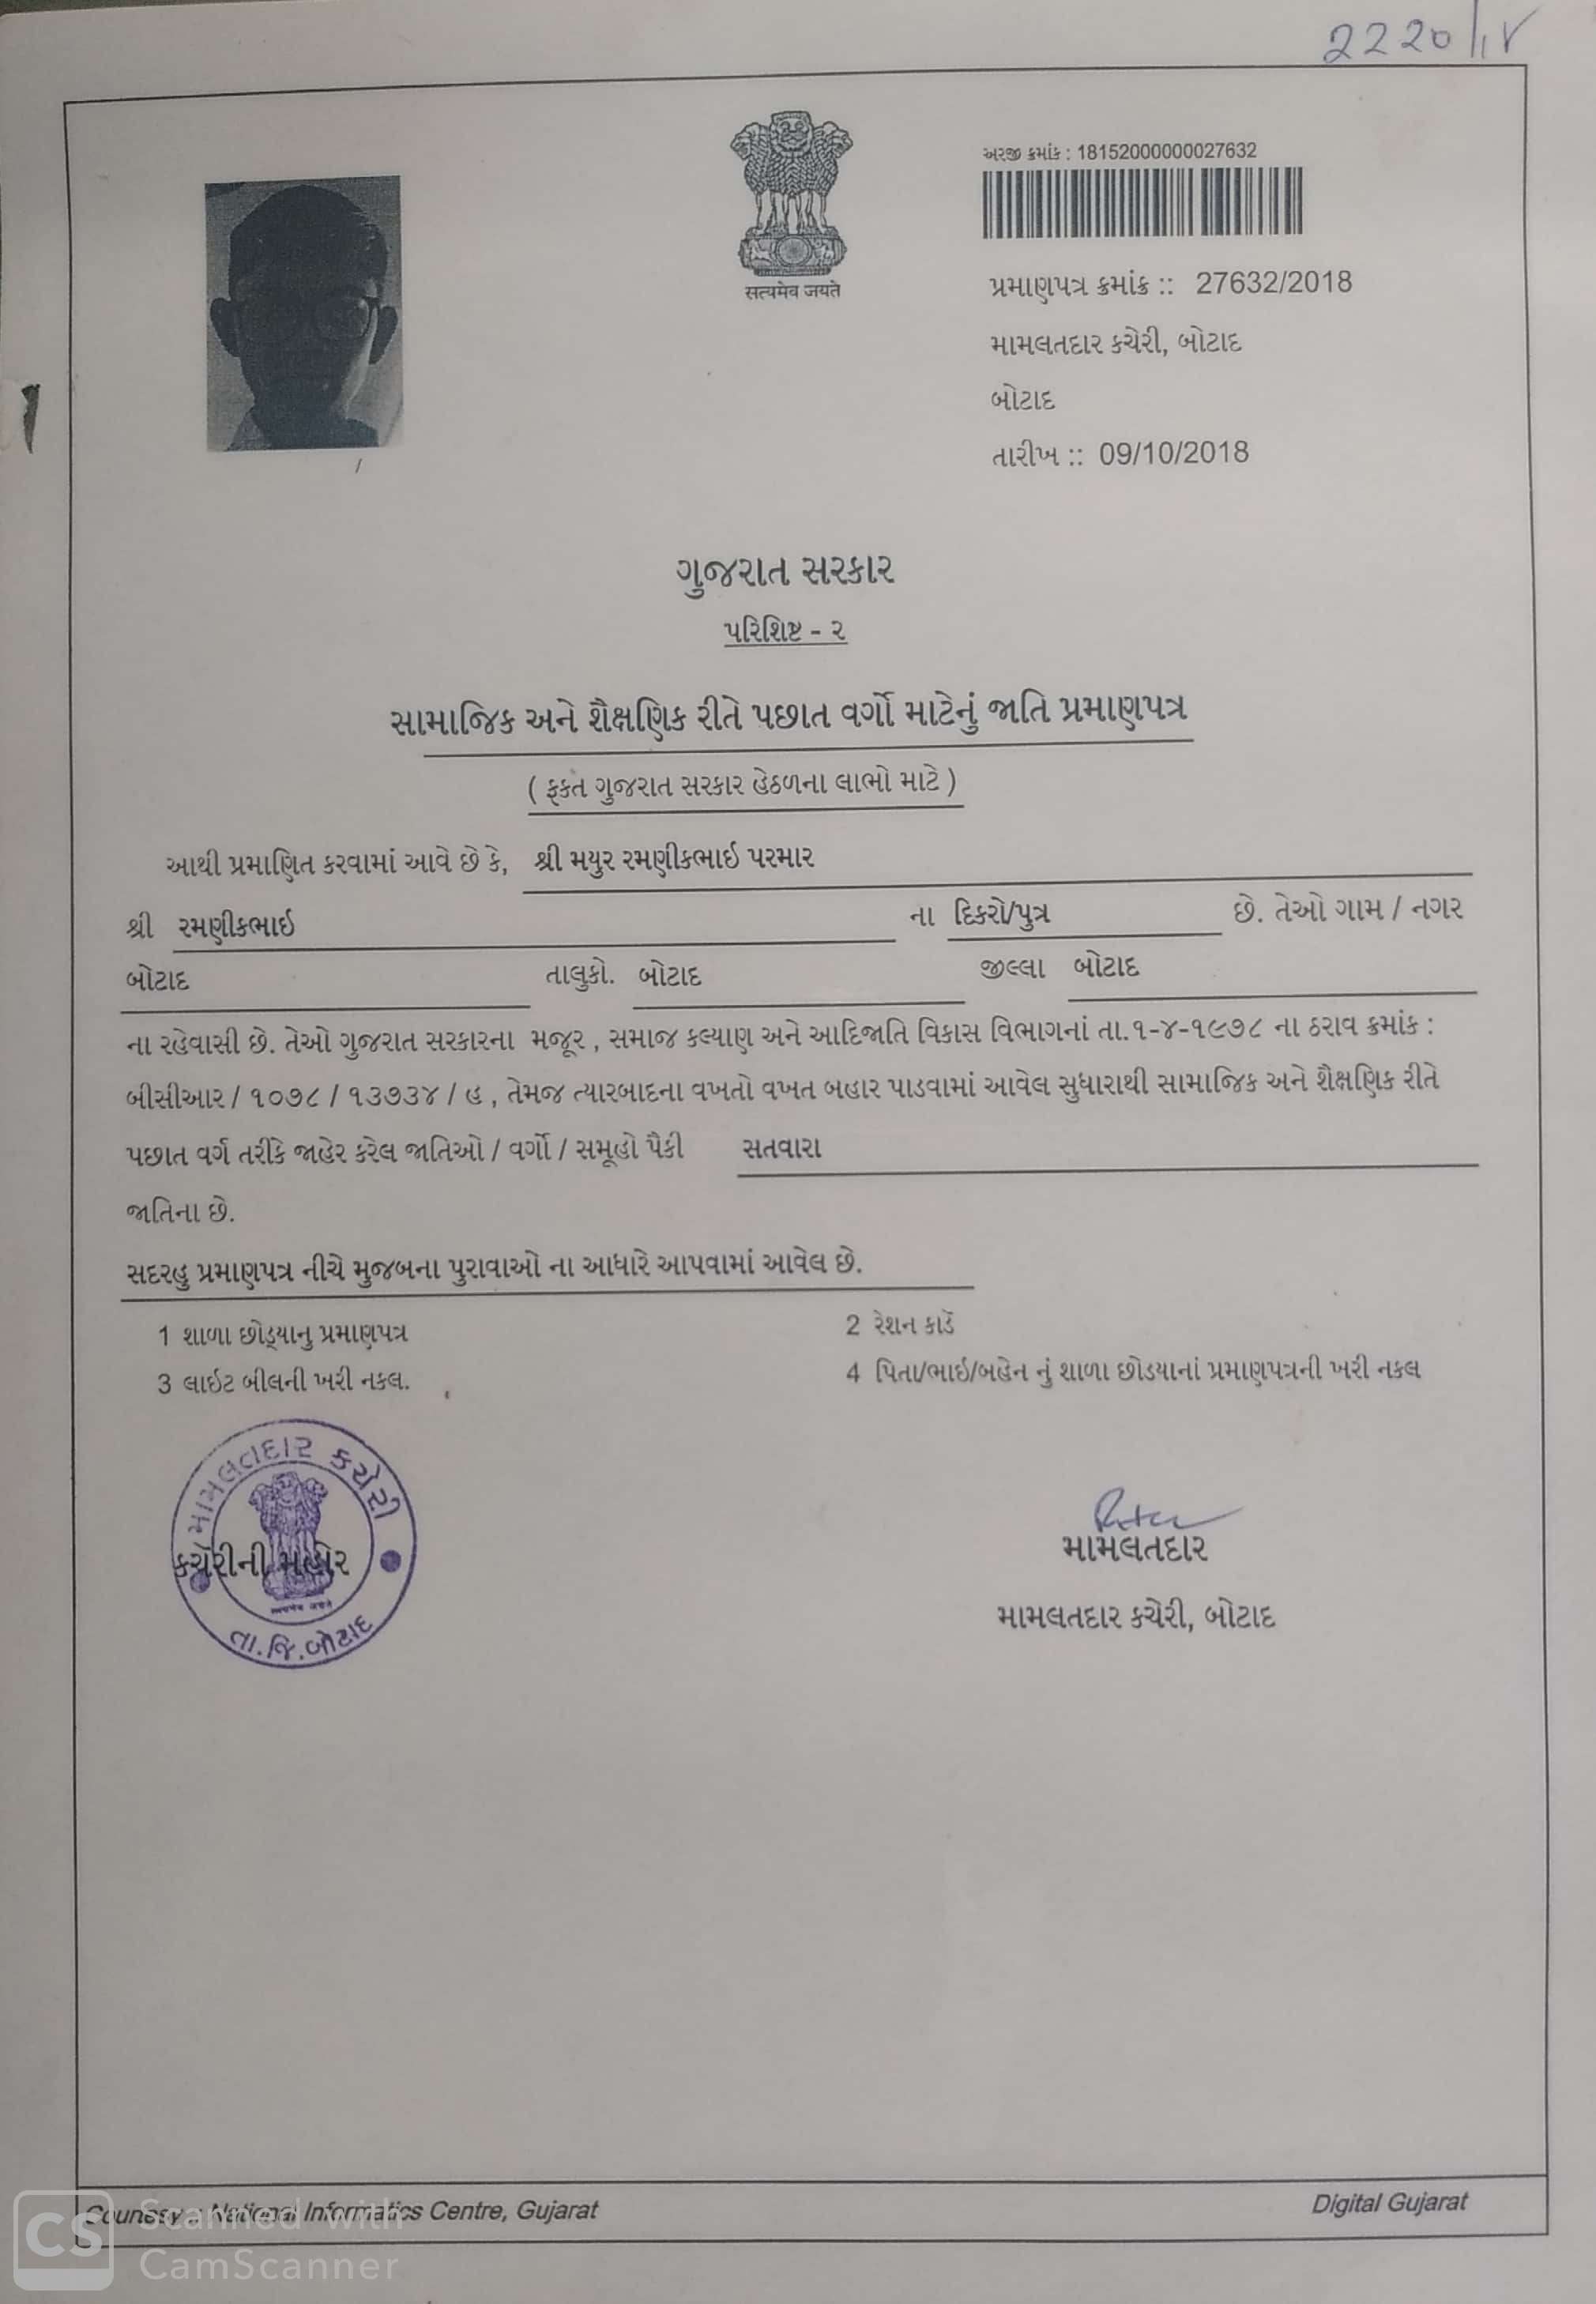 2220/1V
અરજી ક્રમાંક : 18152000000027632
सत्यमेव जयते
પ્રમાણપત્ર ક્રમાંક :: 27632/2018
મામલતદાર કચેરી, બોટાદ
બોટાદ
તારીખ :: 09/10/2018
ગુજરાત સરકાર
પરિશિષ્ટ - ૨
સામાજિક અને શૈક્ષણિક રીતે પછાત વર્ગો માટેનું જાતિ પ્રમાણપત્ર
( ફકત ગુજરાત સરકાર હેઠળના લાભો માટે )
આથી પ્રમાણિત કરવામાં આવે છે કે, શ્રી મયુર રમણીકભાઇ પરમાર
શ્રી રમણીકભાઇ ના દિકરો/પુત્ર છે. તેઓ ગામ / નગર
બોટાદ તાલુકો. બોટાદ જીલ્લા બોટાદ
ના રહેવાસી છે. તેઓ ગુજરાત સરકારના મજૂર , સમાજ કલ્યાણ અને આદિજાતિ વિકાસ વિભાગનાં તા.૧-૪-૧૯૭૮ ના ઠરાવ ક્રમાંક :
બીસીઆર / ૧૦૭૮ / ૧૩૭૩૪ / હ , તેમજ ત્યારબાદના વખતો વખત બહાર પાડવામાં આવેલ સુધારાથી સામાજિક અને શૈક્ષણિક રીતે
પછાત વર્ગ તરીકે જાહેર કરેલ જાતિઓ / વર્ગો / સમૂહો પૈકી સતવારા
જાતિના છે.
સદરહુ પ્રમાણપત્ર નીચે મુજબના પુરાવાઓ ના આધારે આપવામાં આવેલ છે.
1 શાળા છોડ્યાનુ પ્રમાણપત્ર 2 રેશન કાર્ડ
3 લાઇટ બીલની ખરી નકલ. 4 પિતા/ભાઇ/બહેન નું શાળા છોડયાનાં પ્રમાણપત્રની ખરી નકલ
મામલતદાર કચેરી
કચેરીની મહોર
તા.જિ.બોટાદ
મામલતદાર
મામલતદાર કચેરી, બોટાદ
Courtesy : National Informatics Centre, Gujarat Digital Gujarat
CS Scanned with
CamScanner